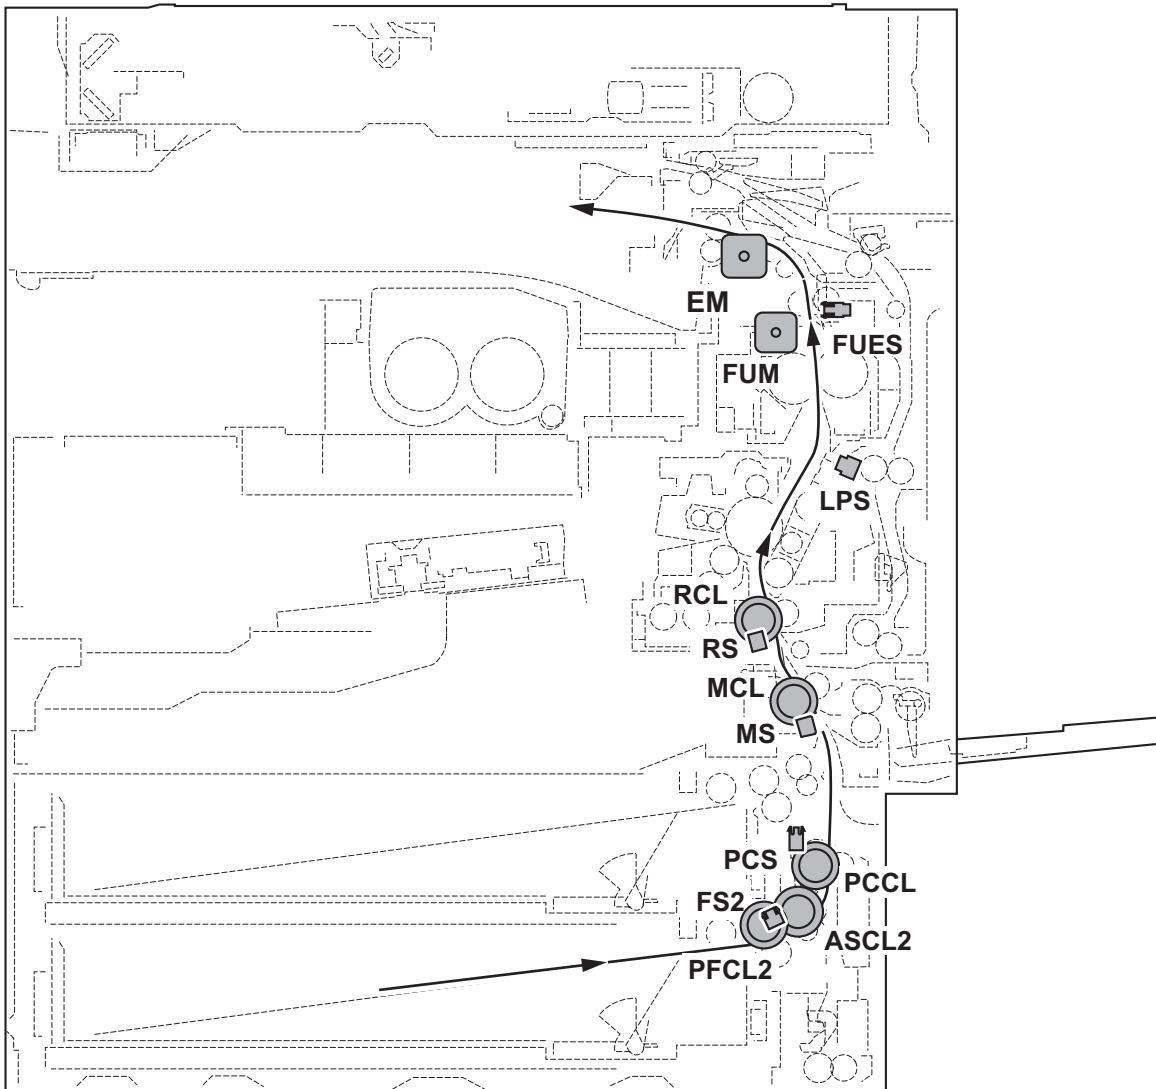 EM
FUES
FUM
LPS
RCL
RS
MCL
MS
PCS
PCCL
FS2
ASCL2
PFCL2